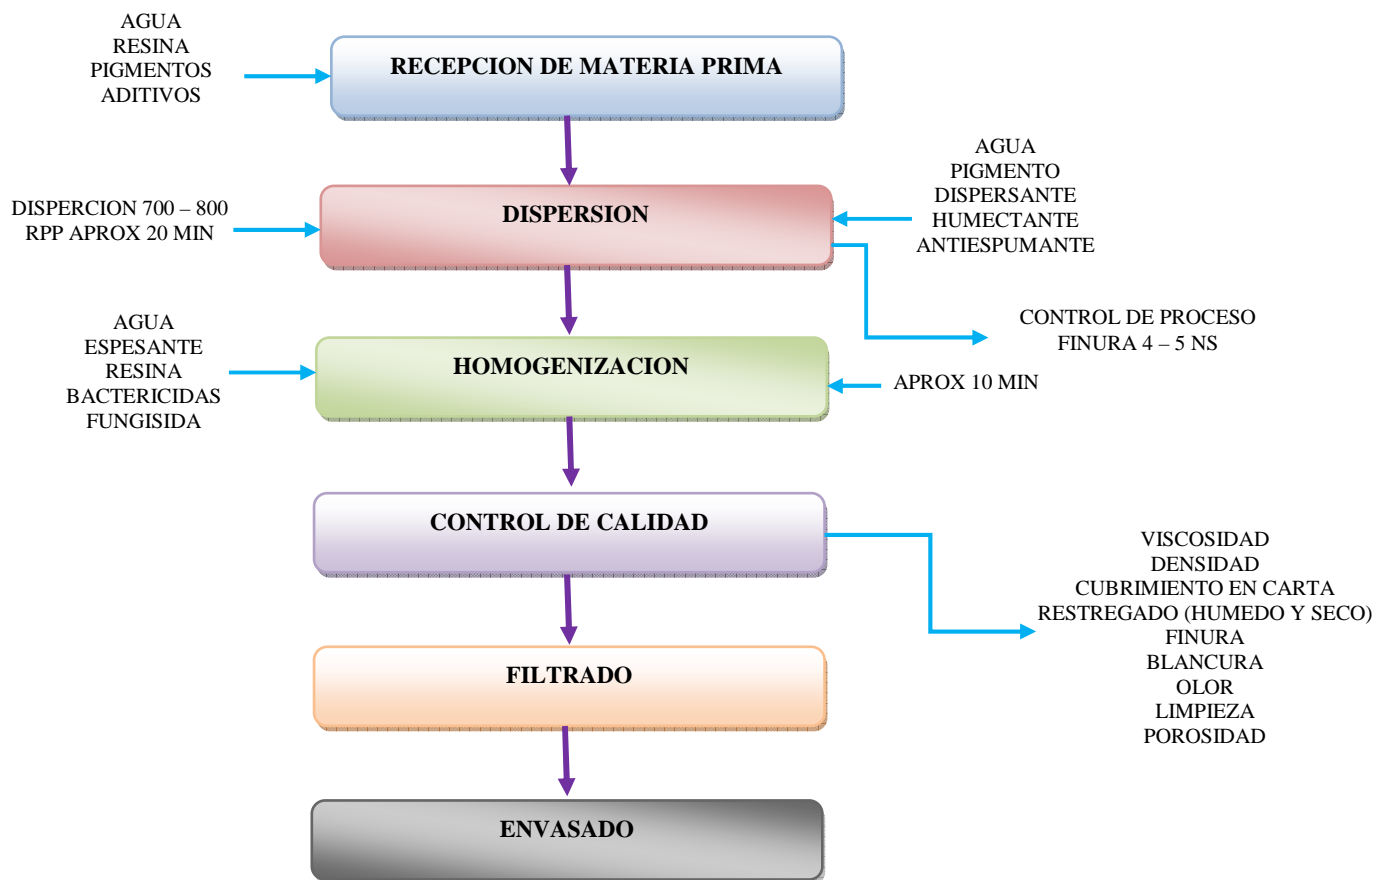 AGUA
RESINA
PIGMENTOS
ADITIVOS
RECEPCION DE MATERIA PRIMA
AGUA
PIGMENTO
DISPERSANTE
HUMECTANTE
ANTIESPUMANTE
DISPERCION 700 – 800
RPP APROX 20 MIN
DISPERSION
CONTROL DE PROCESO
FINURA 4 – 5 NS
AGUA
ESPESANTE
RESINA
BACTERICIDAS
FUNGISIDA
HOMOGENIZACION
APROX 10 MIN
CONTROL DE CALIDAD
VISCOSIDAD
DENSIDAD
CUBRIMIENTO EN CARTA
RESTREGADO (HUMEDO Y SECO)
FINURA
BLANCURA
OLOR
LIMPIEZA
POROSIDAD
FILTRADO
ENVASADO